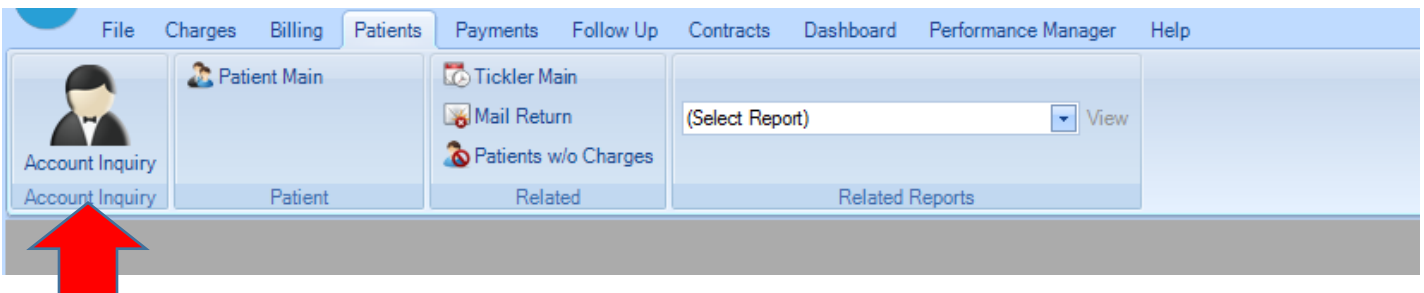 File Charges Billing Patients Payments Follow Up Contracts Dashboard Performance Manager Help
Patient Main
Tickler Main
Mail Return
(Select Report) View
Account Inquiry
Patients w/o Charges
Account Inquiry Patient Related Related Reports